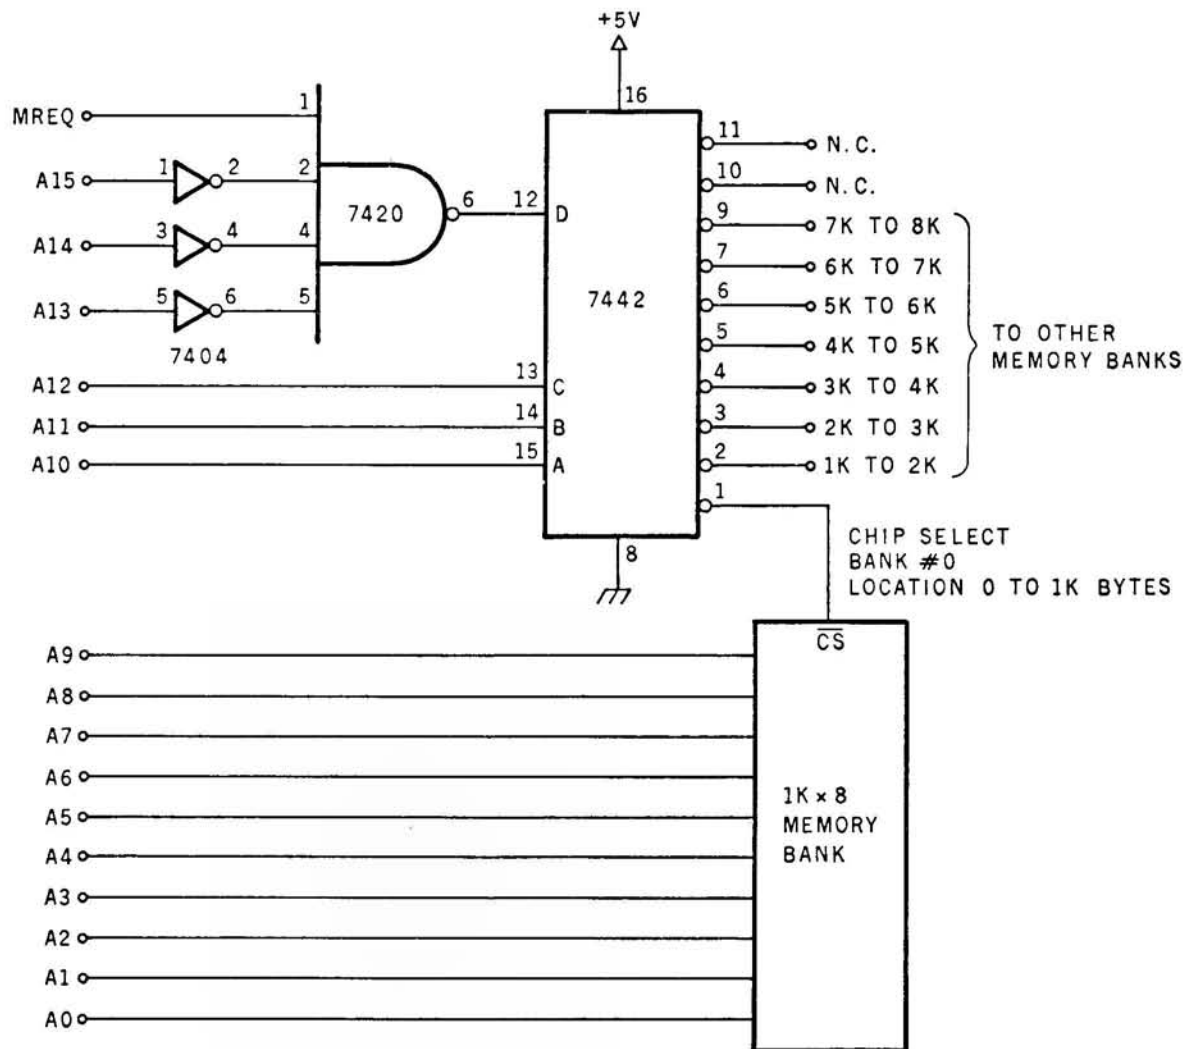 +5V
16
MREQ 1
11 N.C.
A15 1 2 2
10 N.C.
7420 6 12 D
9 7K TO 8K
A14 3 4 4
7 6K TO 7K
7442
6 5K TO 6K
A13 5 6 5
7404
5 4K TO 5K
TO OTHER
MEMORY BANKS
A12 13 C
4 3K TO 4K
A11 14 B
3 2K TO 3K
A10 15 A
2 1K TO 2K
1
8
CHIP SELECT
BANK #0
LOCATION 0 TO 1K BYTES
CS
A9
A8
A7
A6
A5
A4
A3
A2
A1
A0
1K × 8
MEMORY
BANK